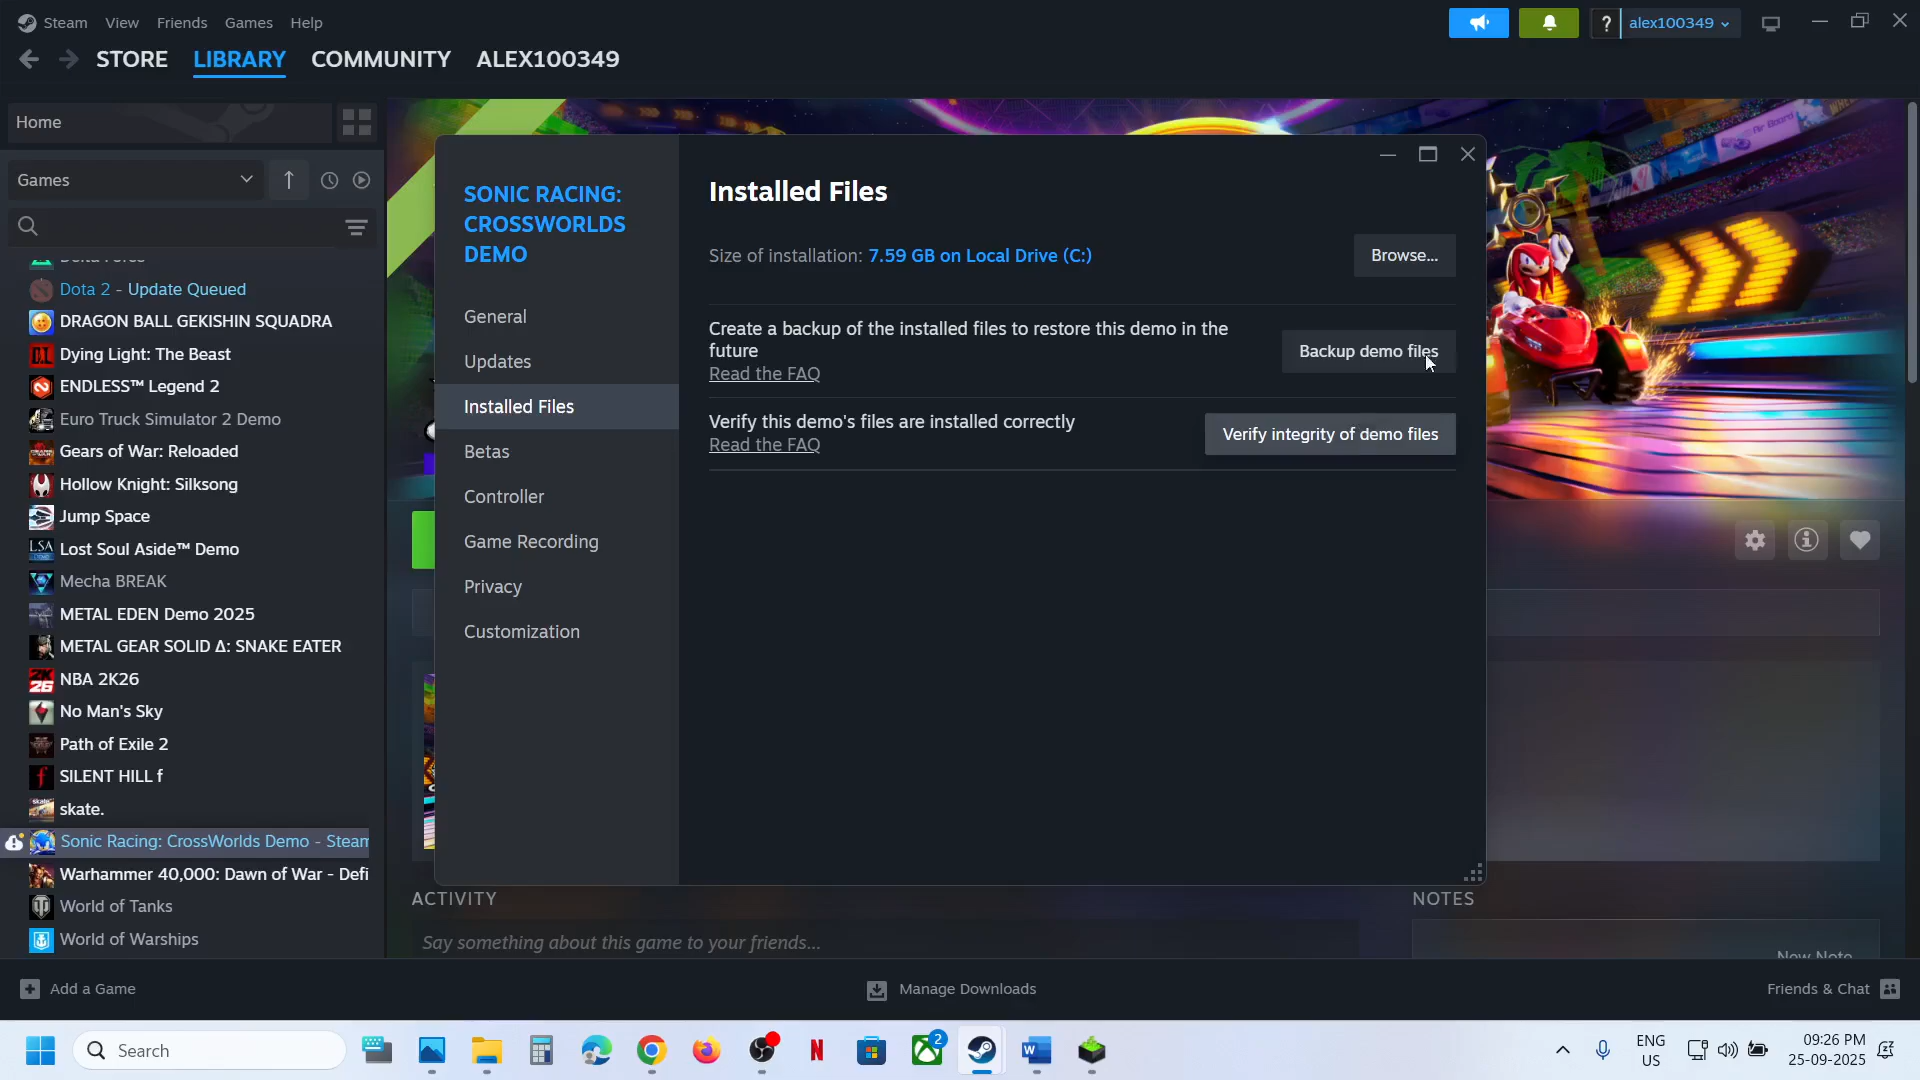 Steam View Friends Games Help
alex100349
STORE LIBRARY COMMUNITY ALEX100349
Home
Games
Dota 2 - Update Queued
DRAGON BALL GEKISHIN SQUADRA
Dying Light: The Beast
ENDLESS™ Legend 2
Euro Truck Simulator 2 Demo
Gears of War: Reloaded
Hollow Knight: Silksong
Jump Space
Lost Soul Aside™ Demo
Mecha BREAK
METAL EDEN Demo 2025
METAL GEAR SOLID Δ: SNAKE EATER
NBA 2K26
No Man's Sky
Path of Exile 2
SILENT HILL f
skate.
Sonic Racing: CrossWorlds Demo - Steam
Warhammer 40,000: Dawn of War - Defi
World of Tanks
World of Warships
SONIC RACING:
CROSSWORLDS
DEMO
General
Updates
Installed Files
Betas
Controller
Game Recording
Privacy
Customization
Installed Files
Size of installation: 7.59 GB on Local Drive (C:)
Browse...
Create a backup of the installed files to restore this demo in the
future
Read the FAQ
Backup demo files
Verify this demo's files are installed correctly
Read the FAQ
Verify integrity of demo files
ACTIVITY
Say something about this game to your friends...
NOTES
New Note
Add a Game
Manage Downloads
Friends & Chat
Search
2
ENG
US
09:26 PM
25-09-2025